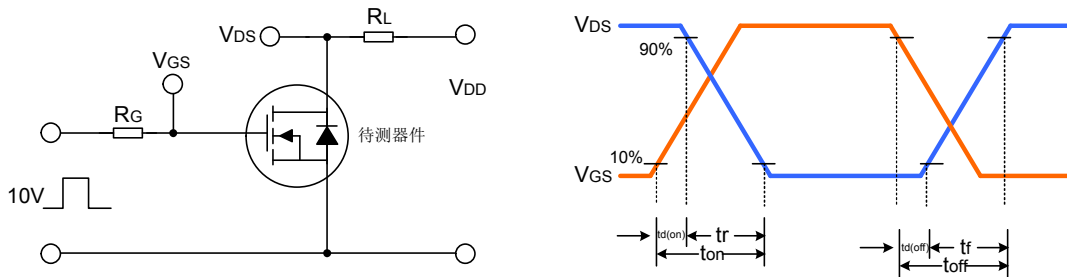 VDS
RL
VGS
VDD
RG
待测器件
10V
VDS
90%
10%
VGS
td(on)
tr
ton
td(off)
tf
toff